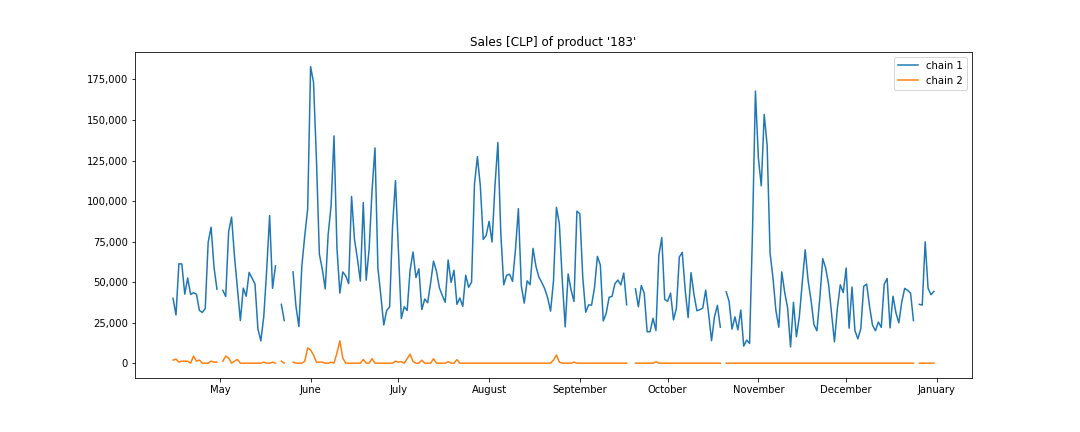 Sales [CLP] of product '183'
chain 1
chain 2
175,000
150,000
125,000
100,000
75,000
50,000
25,000
0
May June July August September October November December January